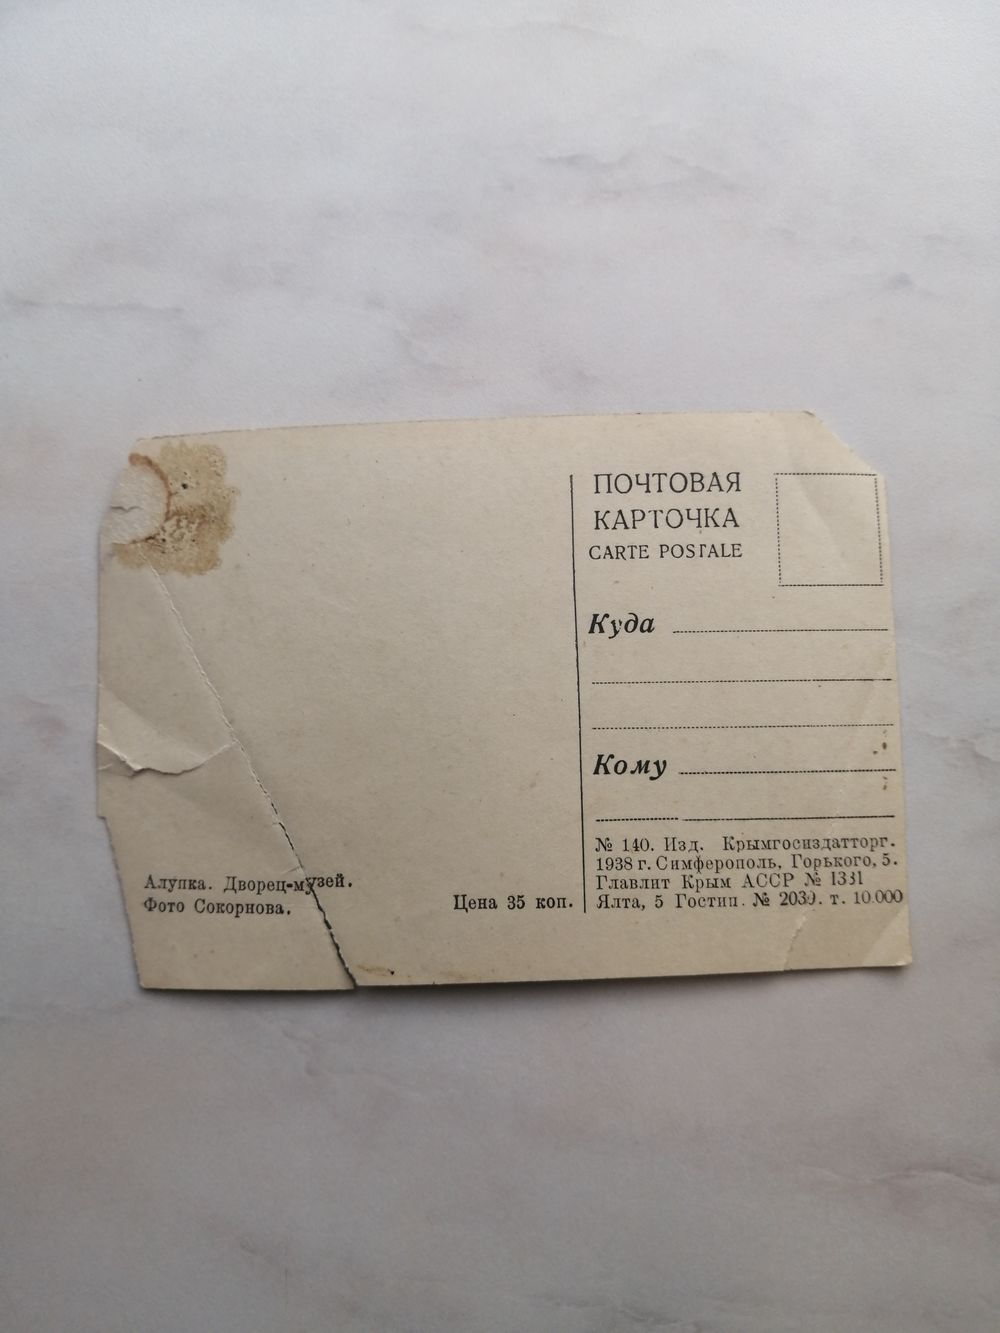 ПОЧТОВАЯ
КАРТОЧКА
CARTE POSTALE
Куда
Кому
№ 140. Изд. Крымгосиздатторг.
1938 г. Симферополь, Горького, 5.
Главлит Крым АССР № 1331
Ялта, 5 Гостип. № 2039. т. 10.000
Алупка. Дворец-музей.
Фото Сокорнова.
Цена 35 коп.